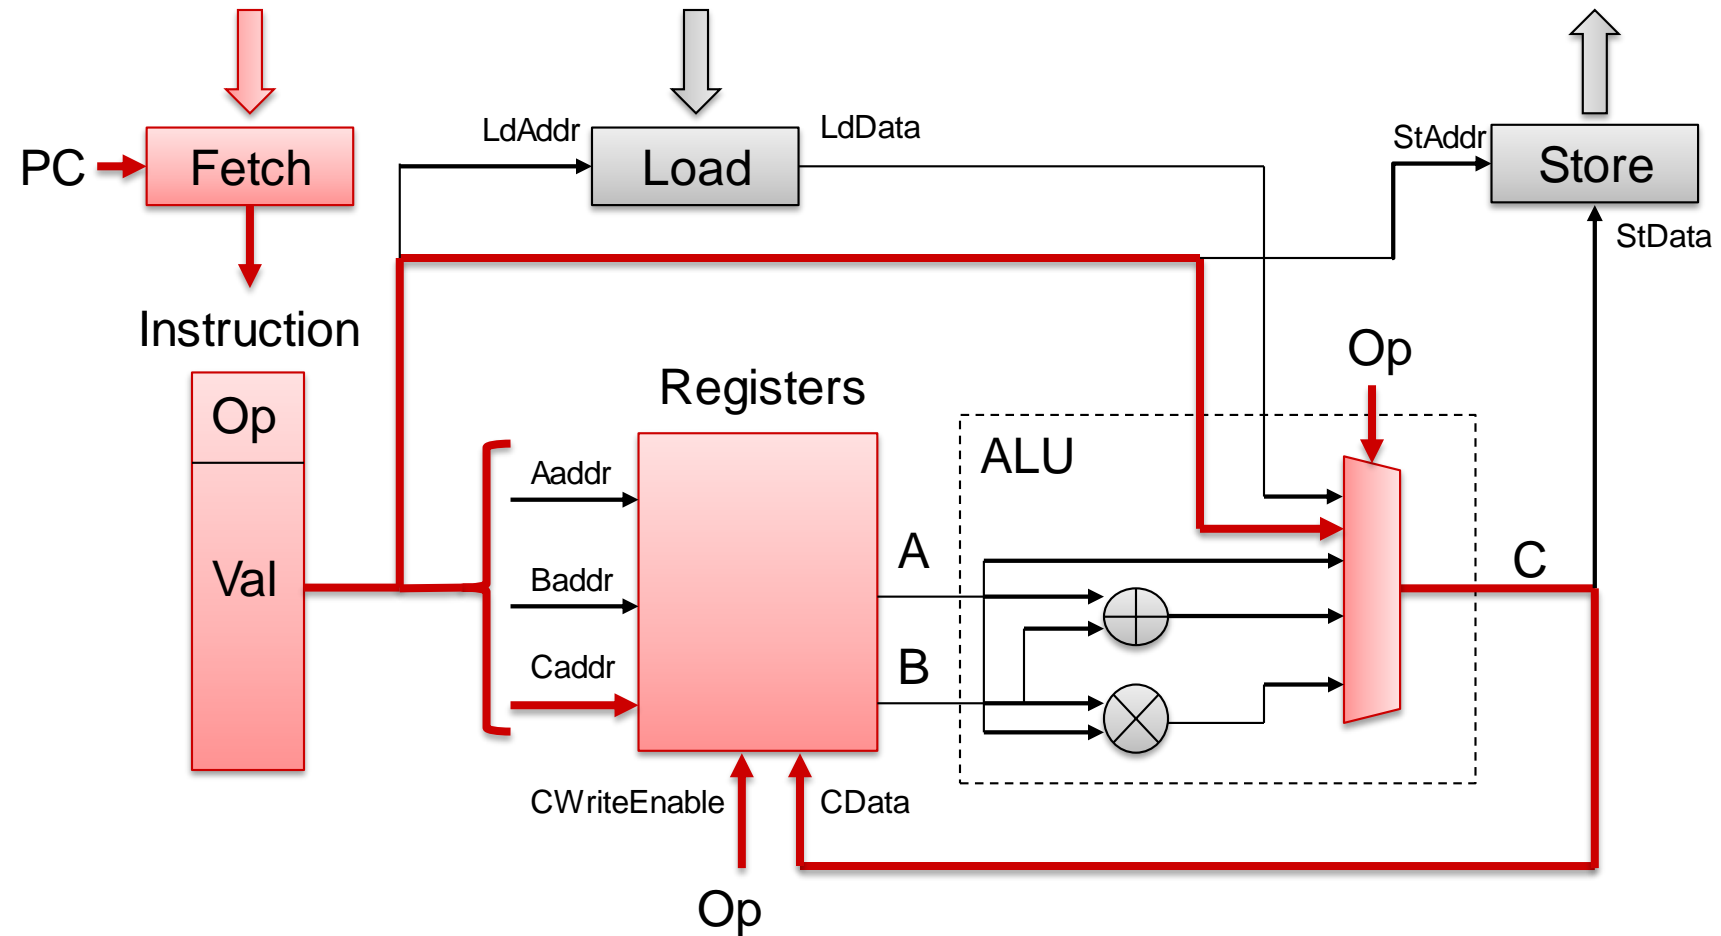 LdAddr
LdData
StAddr
PC
Fetch
Load
Store
StData
Instruction
Op
Registers
Op
ALU
Aaddr
A
C
Val
Baddr
Caddr
B
CWriteEnable
CData
Op